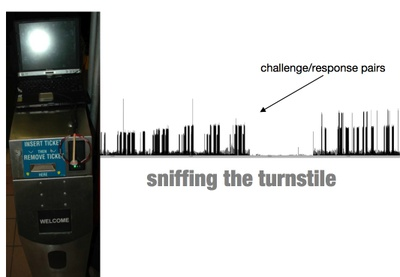 challenge/response pairs
INSERT TICKET
THEN
REMOVE TICKET
HERE
WELCOME
sniffing the turnstile